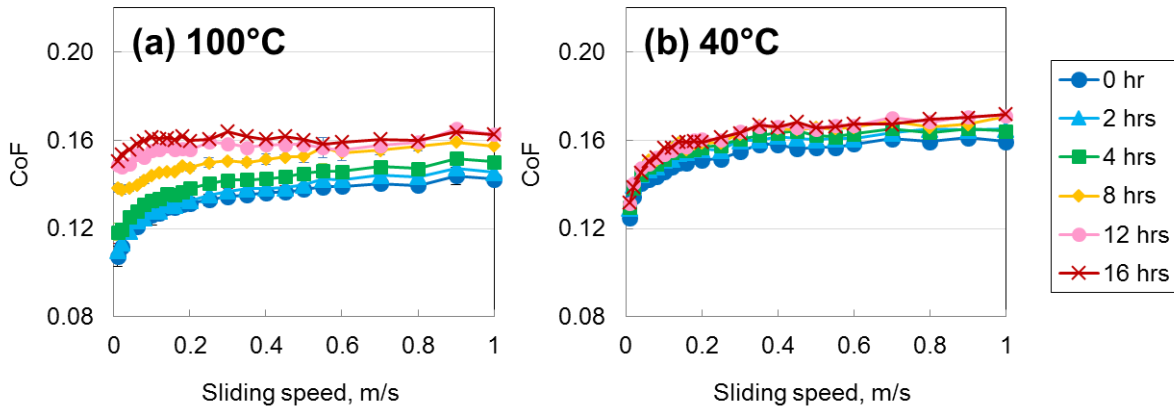 (a) 100°C
0.20
0.16
0.12
0.08
CoF
0 0.2 0.4 0.6 0.8 1
Sliding speed, m/s
(b) 40°C
0.20
0.16
0.12
0.08
CoF
0 0.2 0.4 0.6 0.8 1
Sliding speed, m/s
0 hr
2 hrs
4 hrs
8 hrs
12 hrs
16 hrs